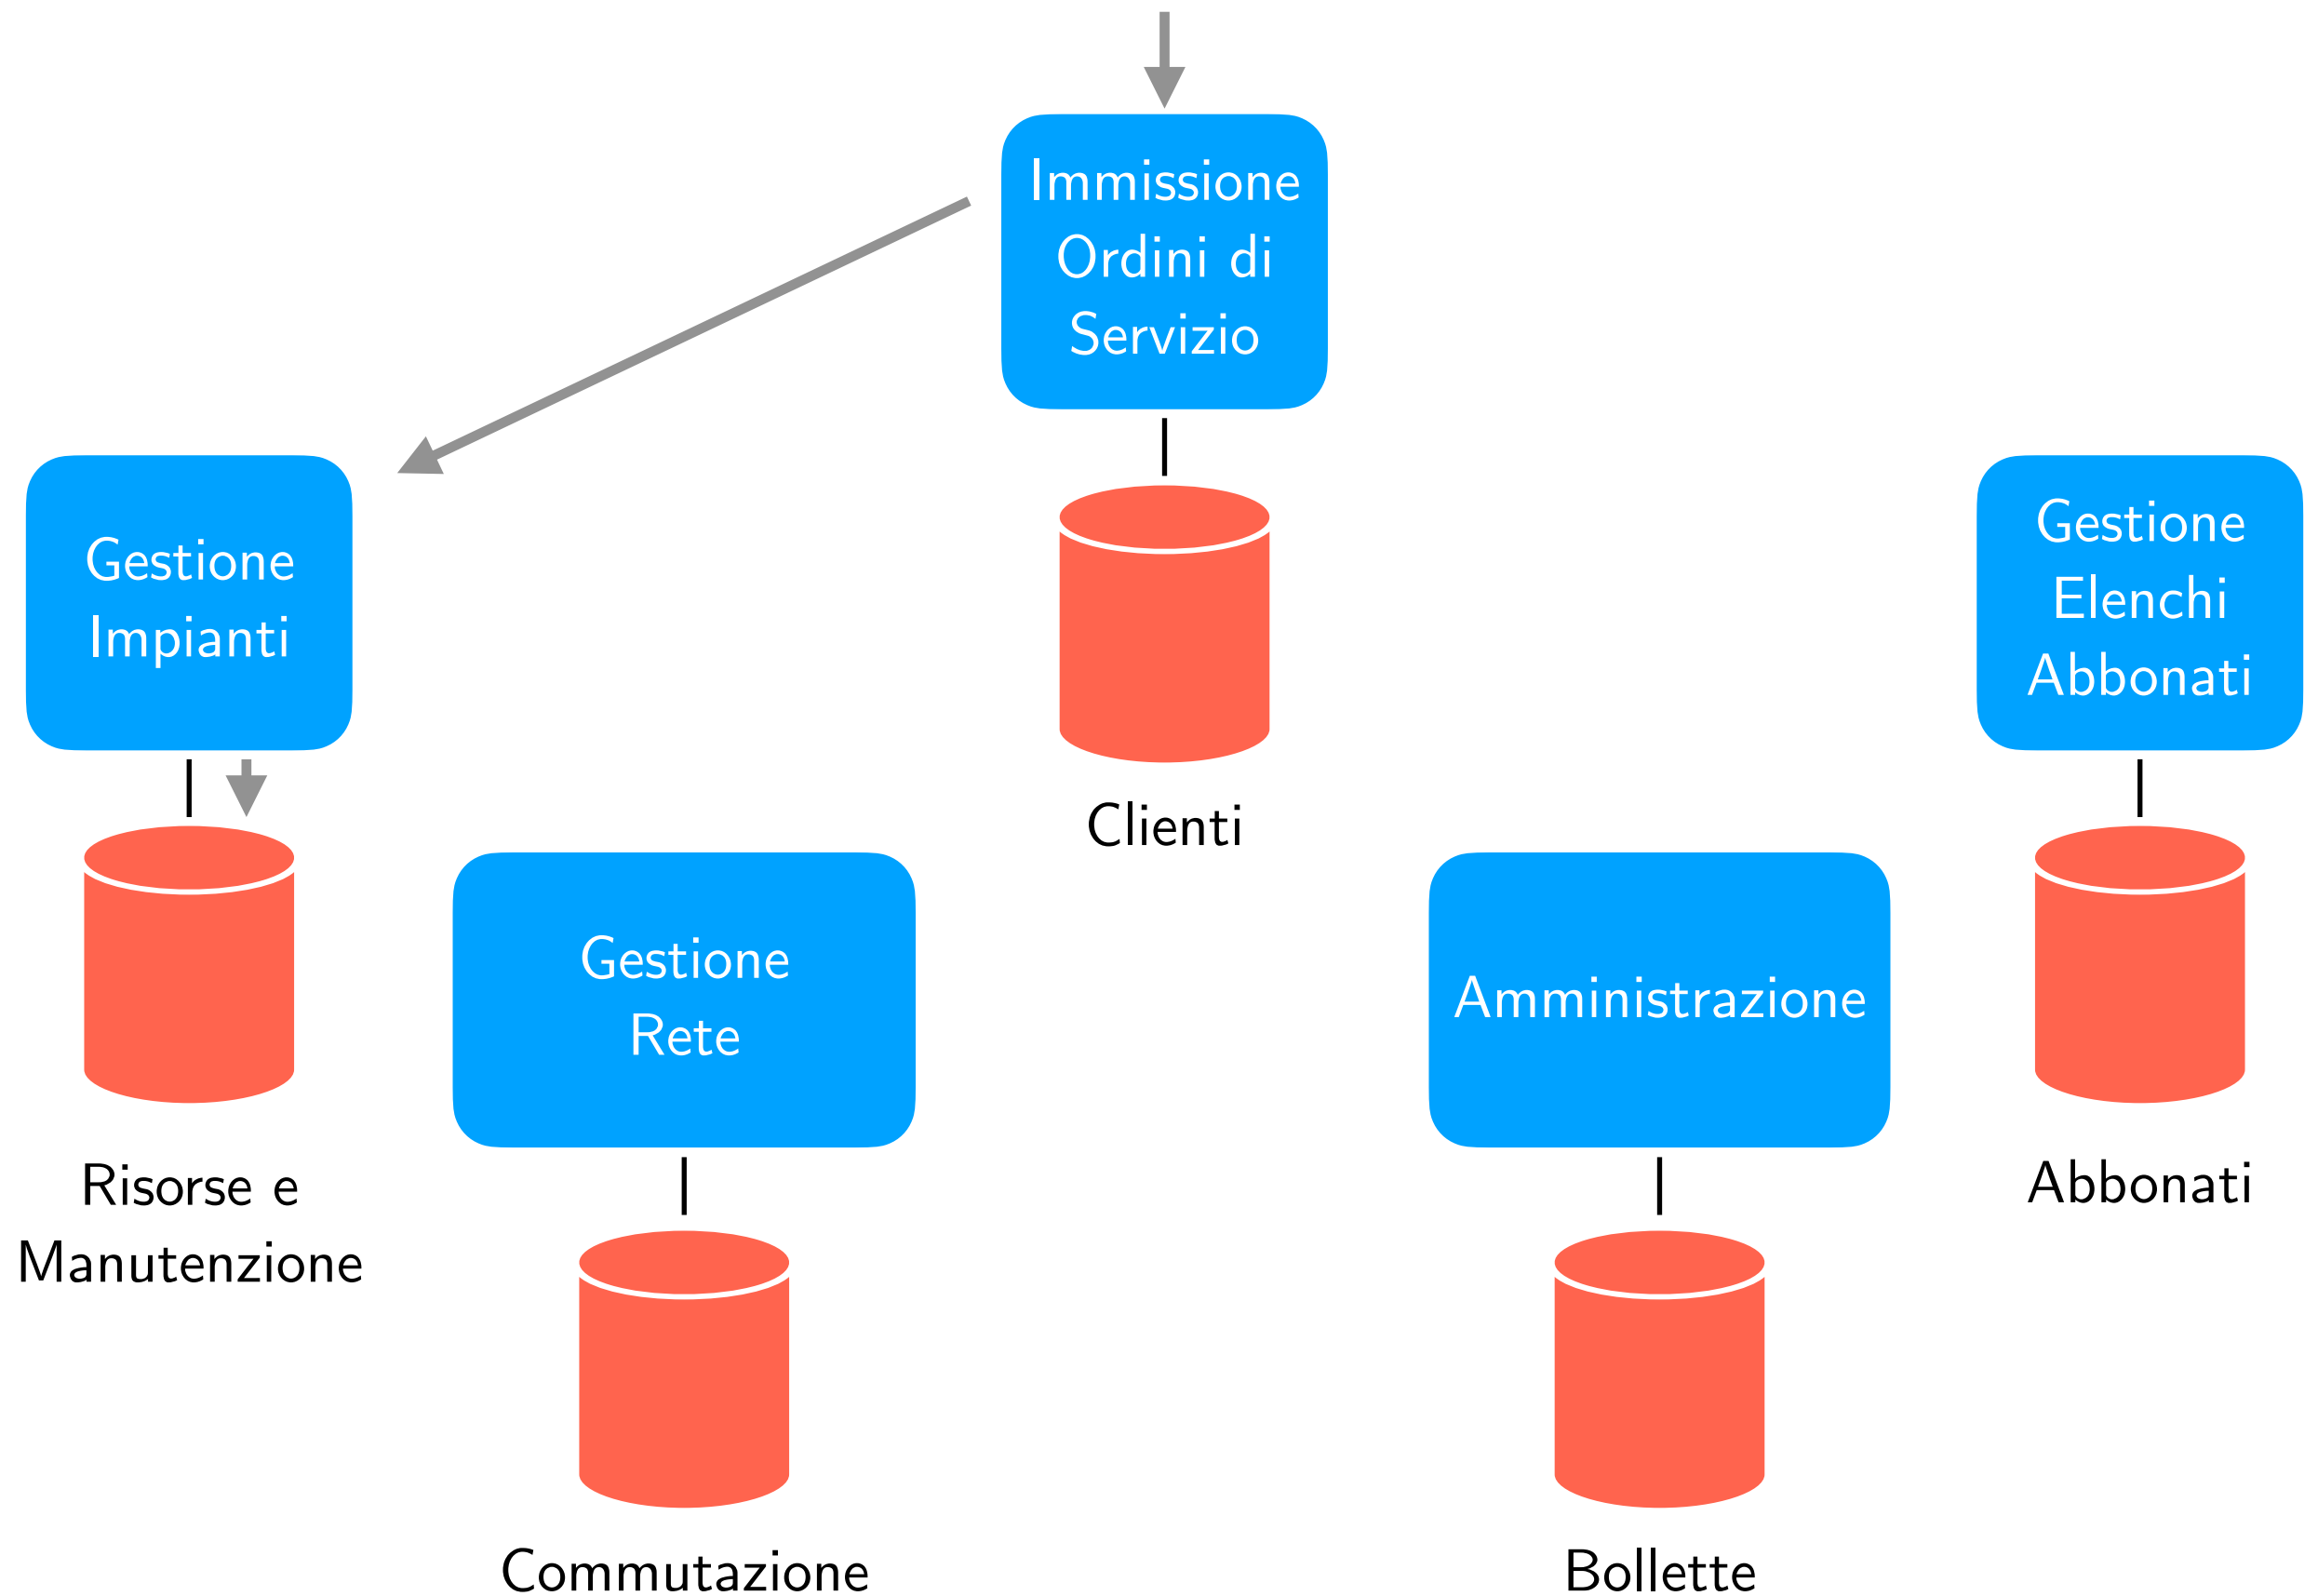 Immissione
Ordini di
Servizio
Gestione
Impianti
Gestione
Elenchi
Abbonati
Clienti
Gestione
Rete
Amministrazione
Risorse e
Manutenzione
Abbonati
Commutazione
Bollette